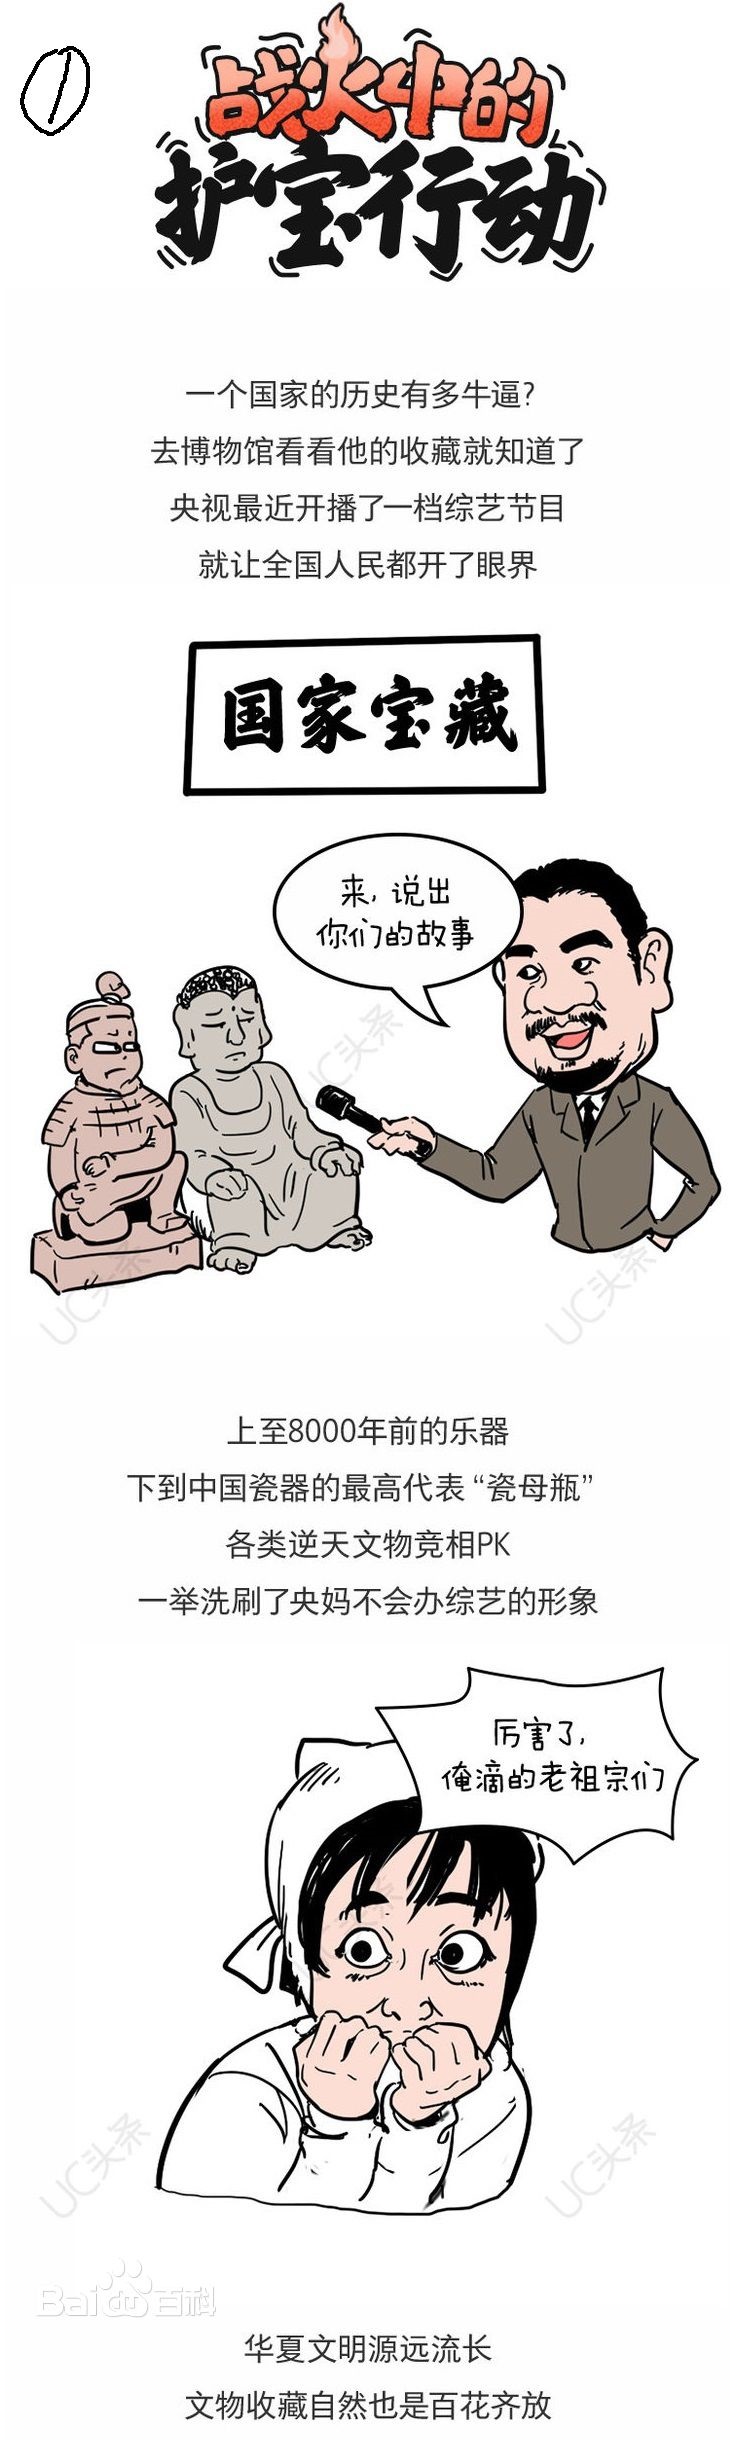 ①
战火中的
护宝行动
一个国家的历史有多牛逼?
去博物馆看看他的收藏就知道了
央视最近开播了一档综艺节目
就让全国人民都开了眼界
国家宝藏
来,说出
你们的故事
UC头条
UC头条
UC头条
上至8000年前的乐器
下到中国瓷器的最高代表“瓷母瓶”
各类逆天文物竞相PK
一举洗刷了央妈不会办综艺的形象
厉害了,
俺滴的老祖宗们
UC头条
UC头条
UC头条
Bai百科
华夏文明源远流长
文物收藏自然也是百花齐放